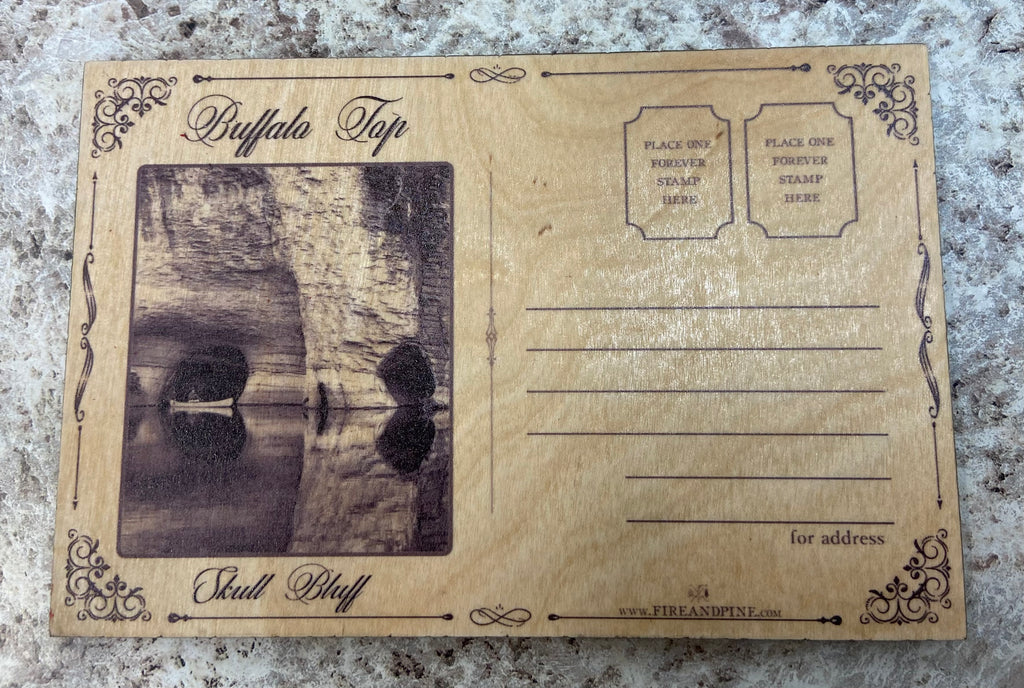 Buffalo Top
PLACE ONE
FOREVER
STAMP
HERE
PLACE ONE
FOREVER
STAMP
HERE
for address
Skull Bluff
www.FIREANDPINE.com